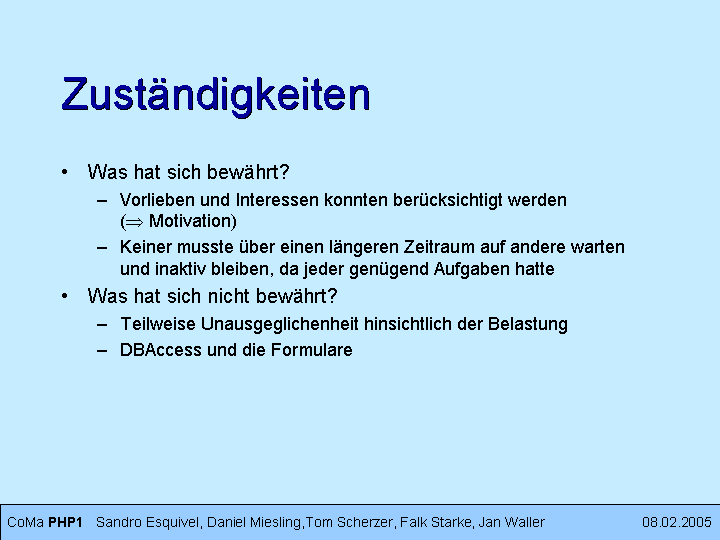 Zuständigkeiten
• Was hat sich bewährt?
– Vorlieben und Interessen konnten berücksichtigt werden
(⇒ Motivation)
– Keiner musste über einen längeren Zeitraum auf andere warten
und inaktiv bleiben, da jeder genügend Aufgaben hatte
• Was hat sich nicht bewährt?
– Teilweise Unausgeglichenheit hinsichtlich der Belastung
– DBAccess und die Formulare
CoMa PHP1 Sandro Esquivel, Daniel Miesling,Tom Scherzer, Falk Starke, Jan Waller 08.02.2005